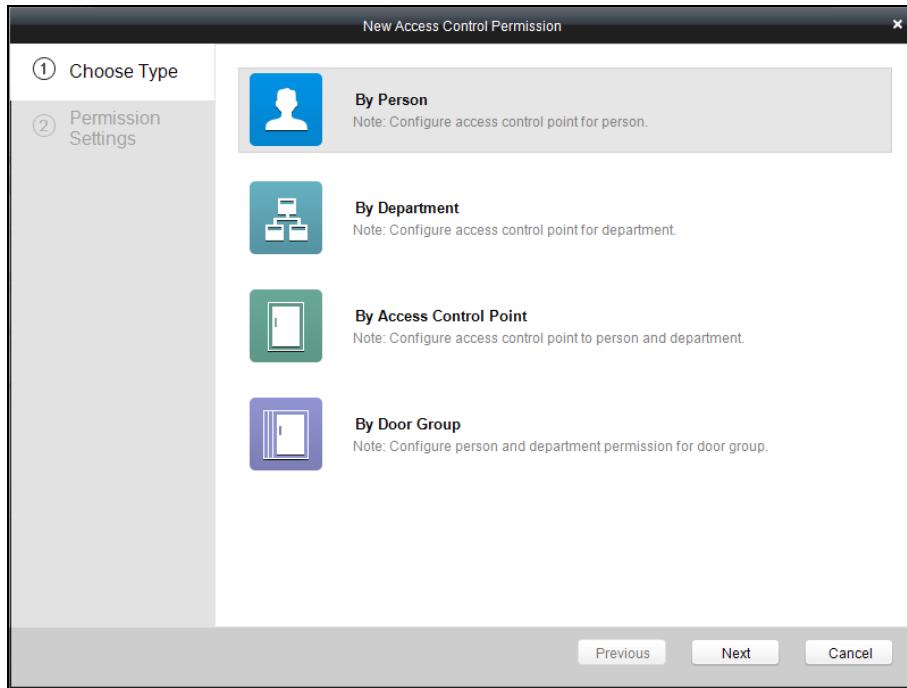 New Access Control Permission
×
1 Choose Type
2 Permission
Settings
By Person
Note: Configure access control point for person.
By Department
Note: Configure access control point for department.
By Access Control Point
Note: Configure access control point to person and department.
By Door Group
Note: Configure person and department permission for door group.
Previous Next Cancel